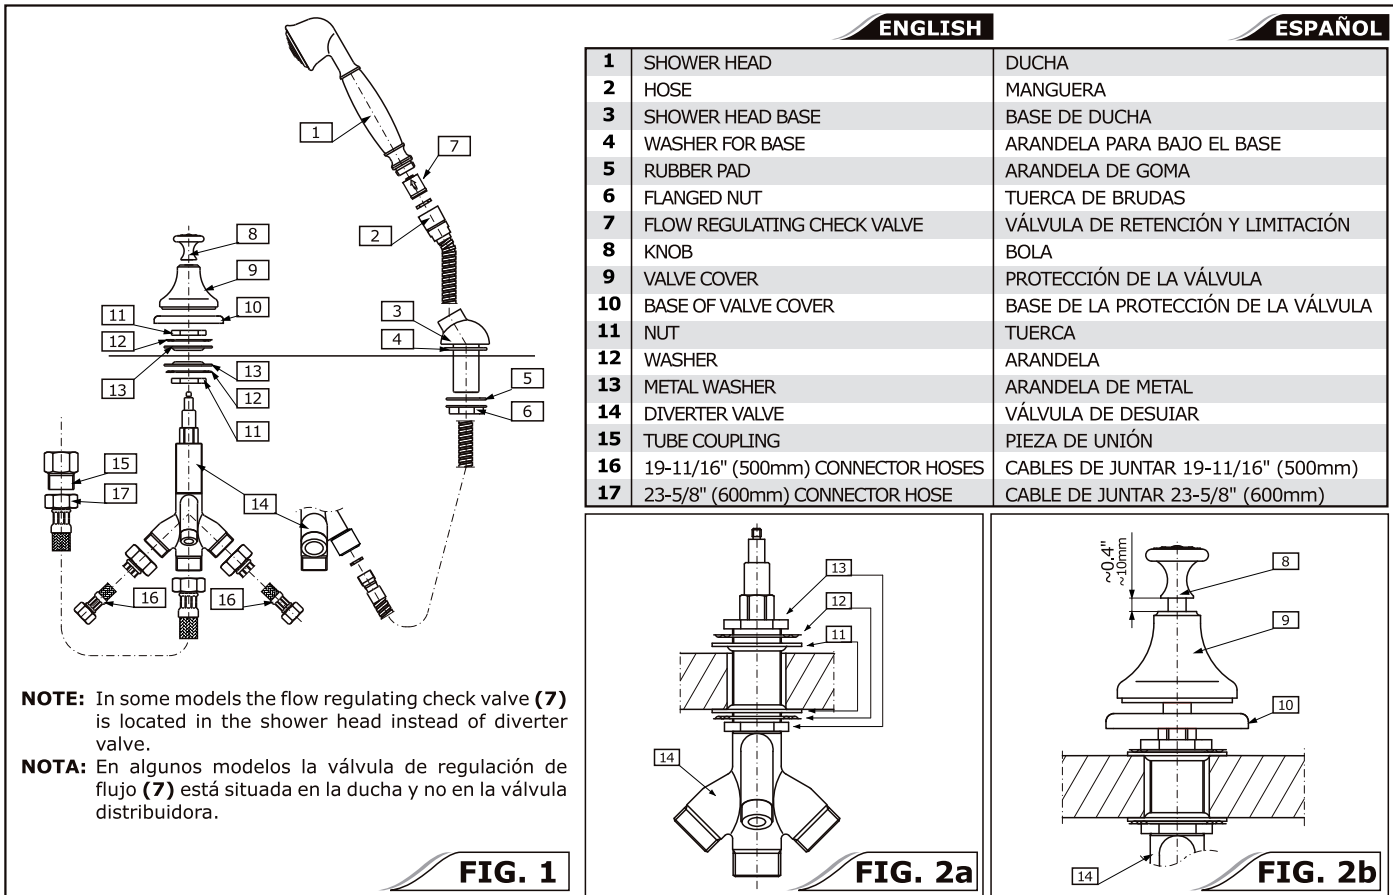 ENGLISH
ESPAÑOL
1 SHOWER HEAD DUCHA
2 HOSE MANGUERA
3 SHOWER HEAD BASE BASE DE DUCHA
4 WASHER FOR BASE ARANDELA PARA BAJO EL BASE
5 RUBBER PAD ARANDELA DE GOMA
6 FLANGED NUT TUERCA DE BRUDAS
7 FLOW REGULATING CHECK VALVE VÁLVULA DE RETENCIÓN Y LIMITACIÓN
8 KNOB BOLA
9 VALVE COVER PROTECCIÓN DE LA VÁLVULA
10 BASE OF VALVE COVER BASE DE LA PROTECCIÓN DE LA VÁLVULA
11 NUT TUERCA
12 WASHER ARANDELA
13 METAL WASHER ARANDELA DE METAL
14 DIVERTER VALVE VÁLVULA DE DESUIAR
15 TUBE COUPLING PIEZA DE UNIÓN
16 19-11/16" (500mm) CONNECTOR HOSES CABLES DE JUNTAR 19-11/16" (500mm)
17 23-5/8" (600mm) CONNECTOR HOSE CABLE DE JUNTAR 23-5/8" (600mm)
1
7
2
8
9
10
11
12
13
3
4
13
12
11
5
6
15
17
14
16
16
NOTE: In some models the flow regulating check valve (7)
is located in the shower head instead of diverter
valve.
NOTA: En algunos modelos la válvula de regulación de
flujo (7) está situada en la ducha y no en la válvula
distribuidora.
FIG. 1
13
12
11
14
FIG. 2a
~0.4"
~10mm
8
9
10
14
FIG. 2b